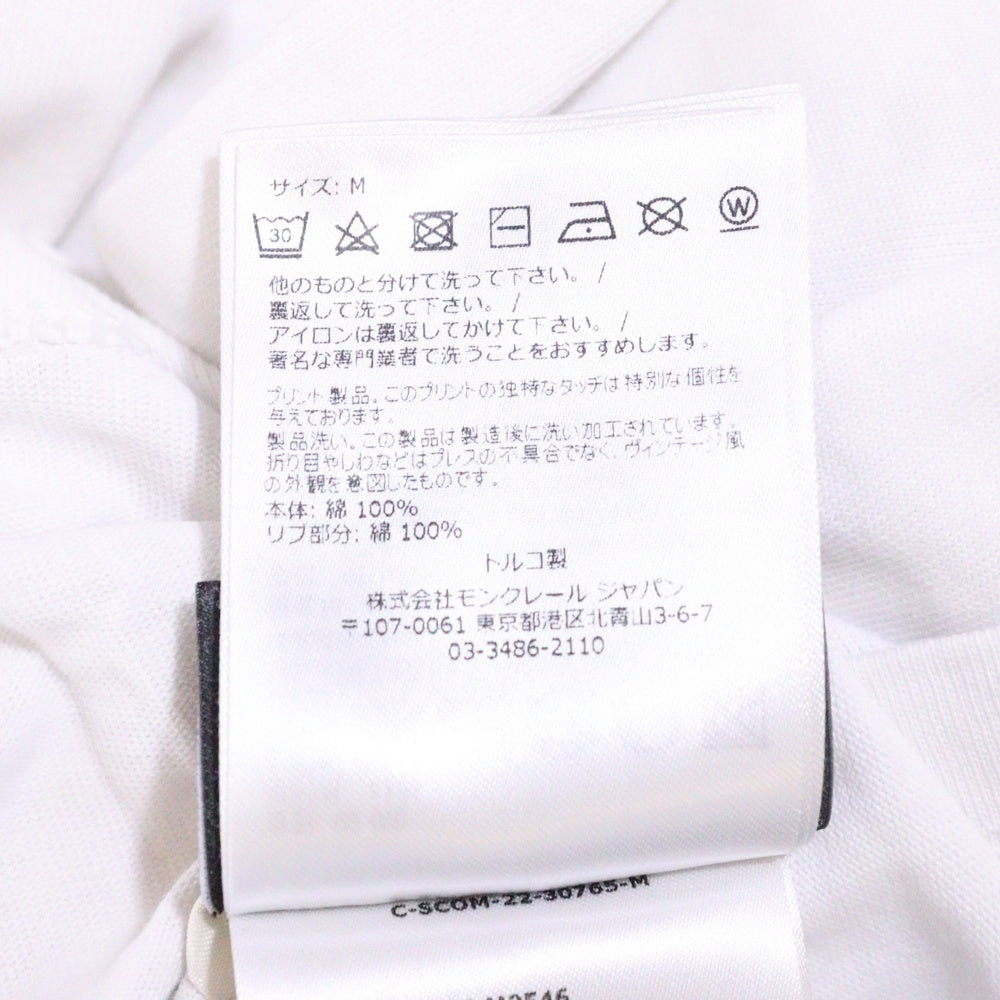 サイズ: M
30
W
他のものと分けて洗って下さい。 /
裏返して洗って下さい。 /
アイロンは裏返してかけて下さい。 /
著名な専門業者で洗うことをおすすめします。
プリント製品。このプリントの独特なタッチは特別な個性を
与えております。
製品洗い。この製品は製造後に洗い加工されています。
折り目やしわなどはプレスの不具合でなく、ヴィンテージ風
の外観を意図したものです。
本体: 綿 100%
リブ部分: 綿 100%
トルコ製
株式会社モンクレール ジャパン
〒107-0061 東京都港区北青山3-6-7
03-3486-2110
C-SCOM-22-30765-M